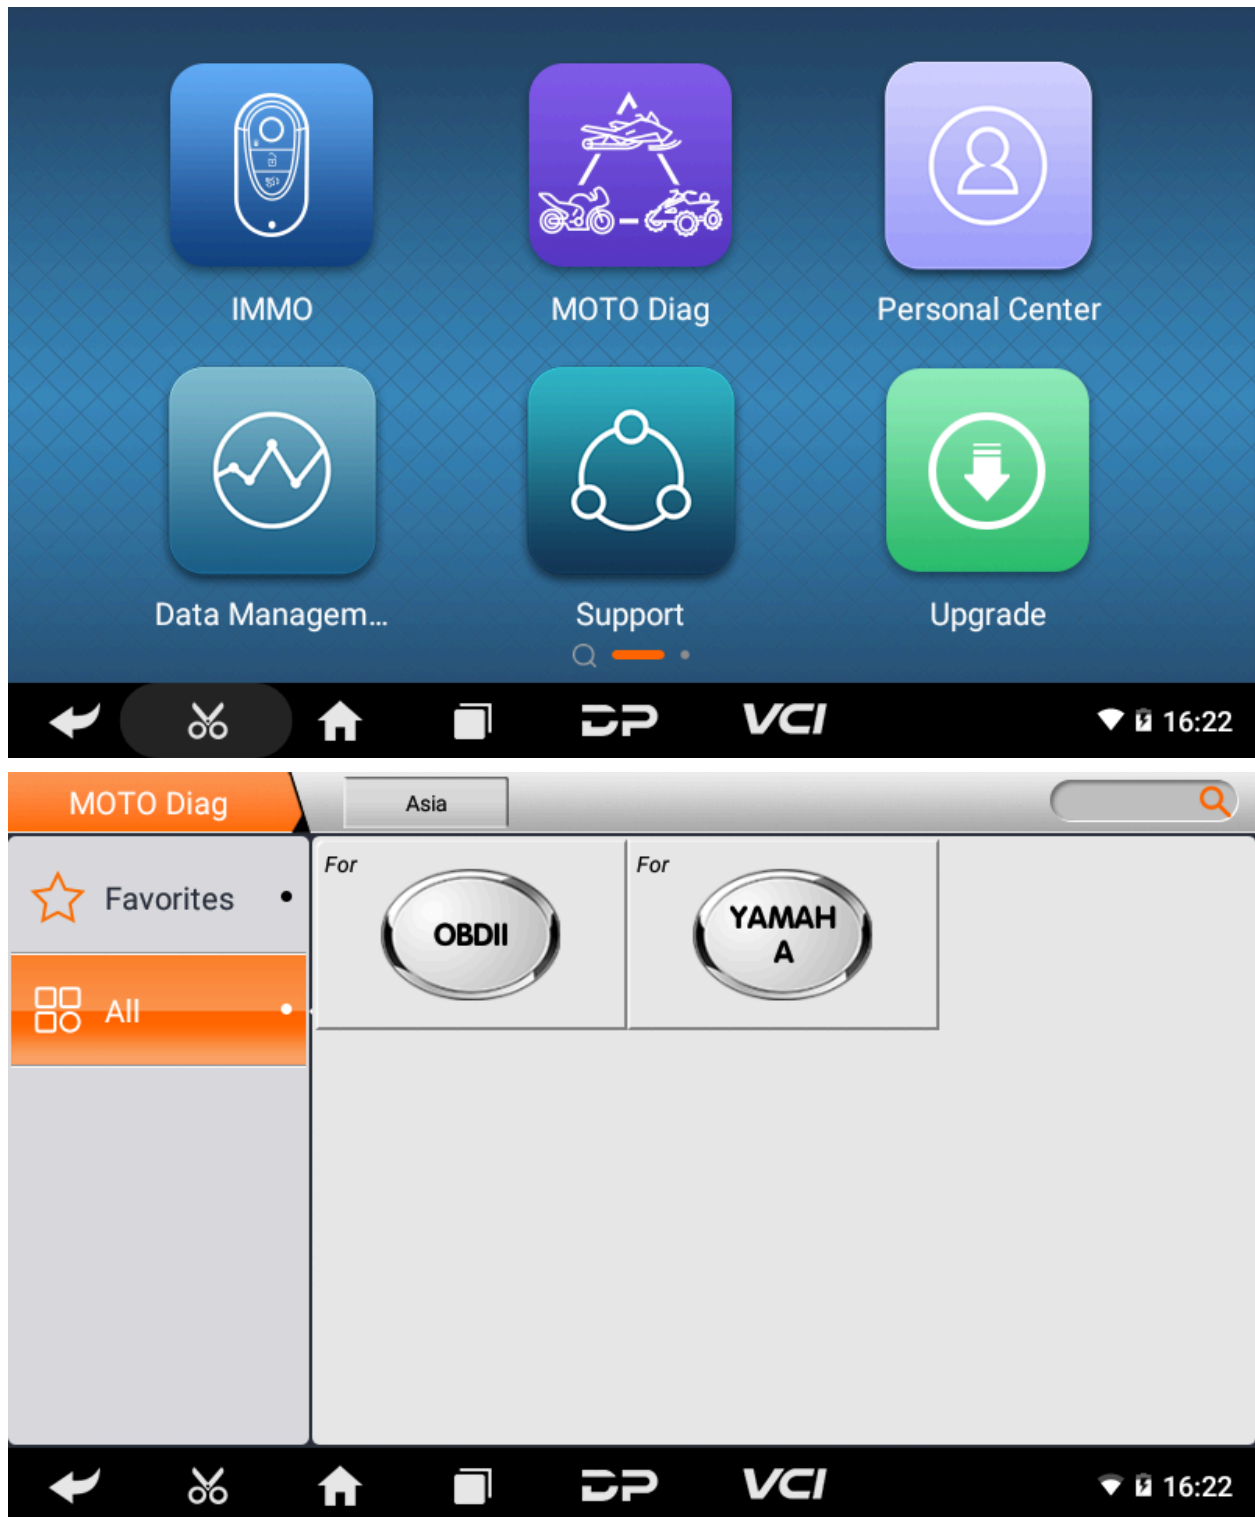 IMMO
MOTO Diag
Personal Center
Data Managem...
Support
Upgrade
DP
VCI
16:22
MOTO Diag
Asia
Favorites
All
For
OBDII
For
YAMAH
A
DP
VCI
16:22